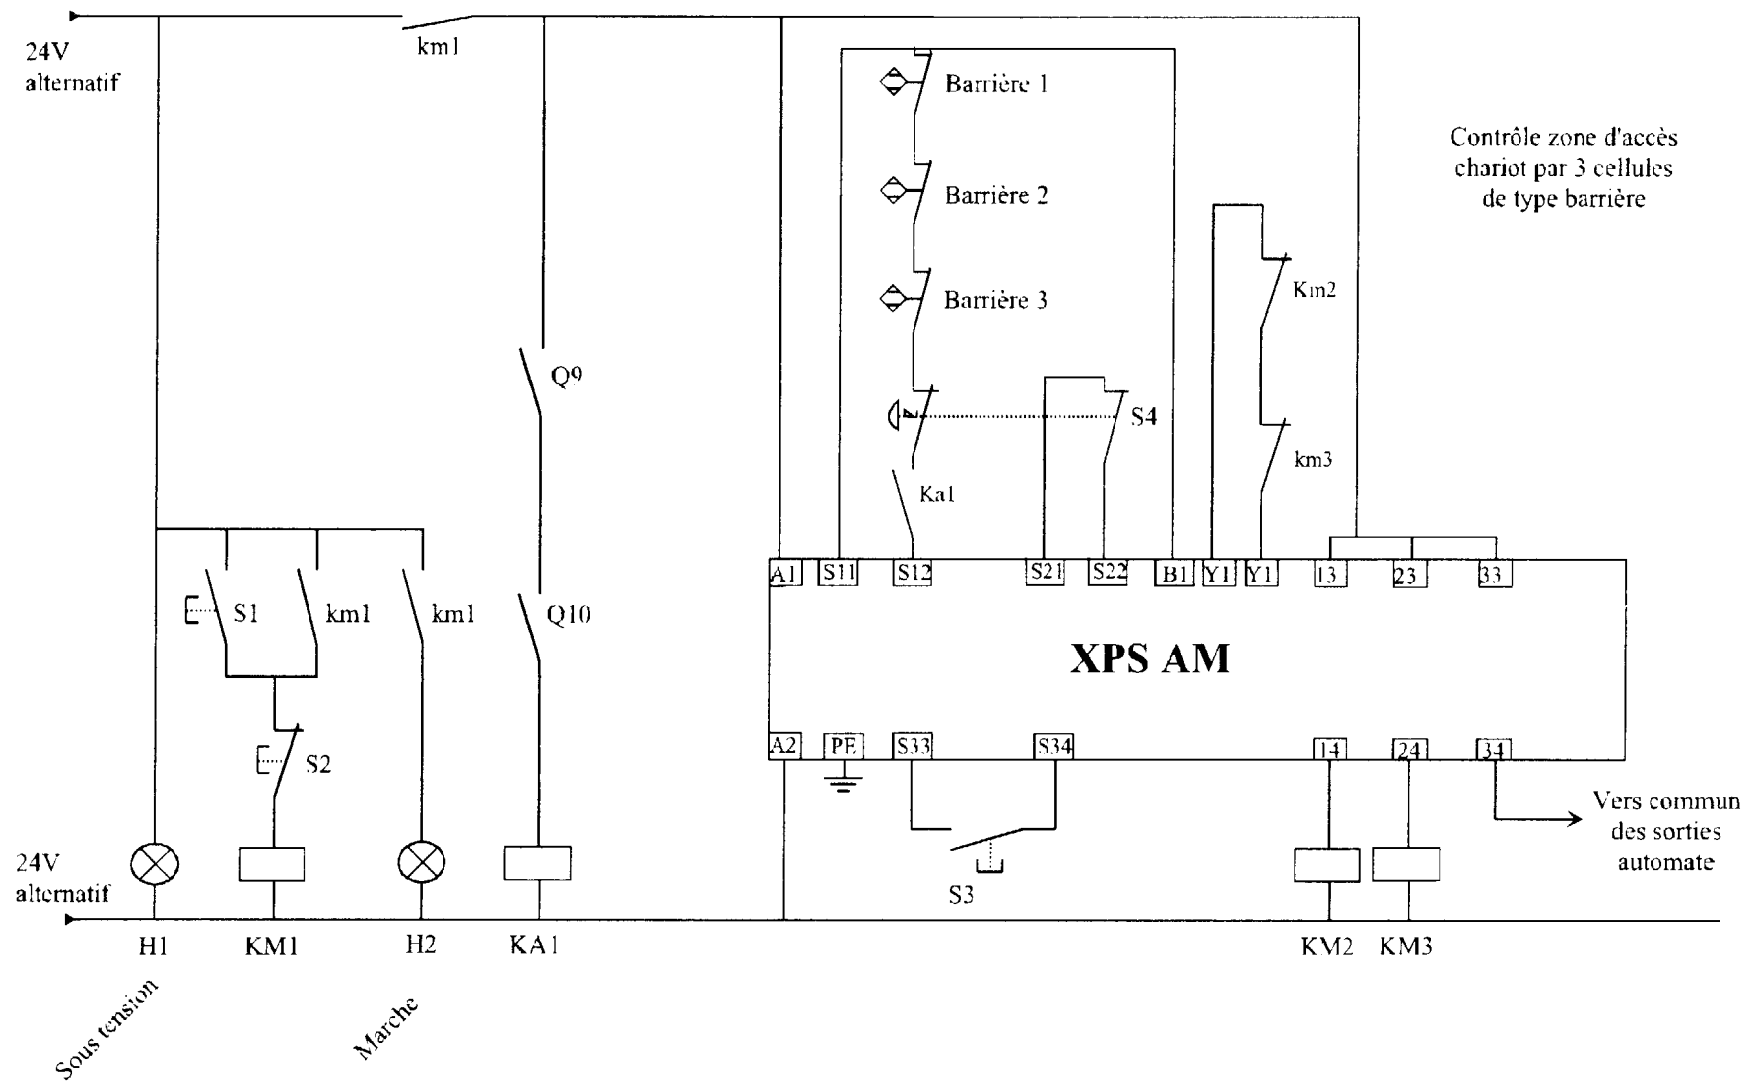 24V
alternatif
km1
Barrière 1
Barrière 2
Barrière 3
Contrôle zone d'accès
chariot par 3 cellules
de type barrière
Km2
Q9
S4
km3
Ka1
A1 S11 S12 S21 S22 B1 Y1 Y1 13 23 33
S1
km1
km1
Q10
XPS AM
S2
A2 PE S33 S34 14 24 34
Vers commun
des sorties
automate
24V
alternatif
S3
H1 KM1 H2 KA1 KM2 KM3
Sous tension
Marche